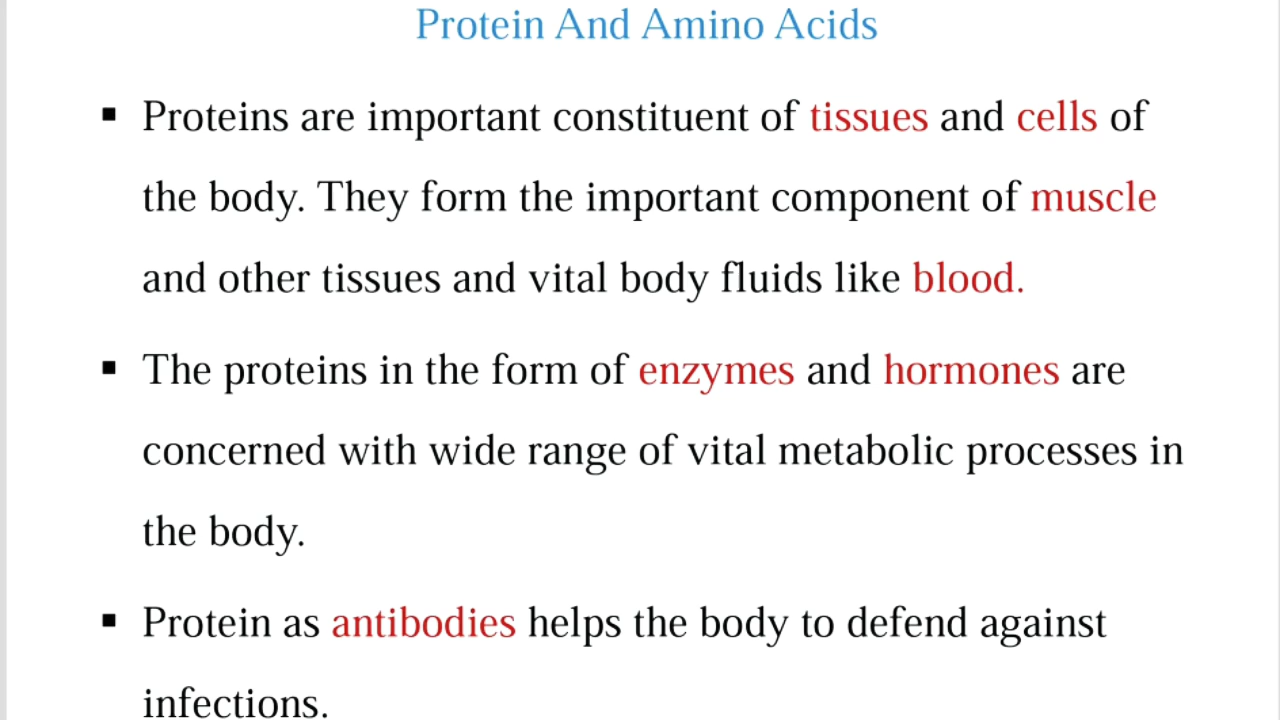 Protein And Amino Acids
▪ Proteins are important constituent of tissues and cells of
the body. They form the important component of muscle
and other tissues and vital body fluids like blood.
▪ The proteins in the form of enzymes and hormones are
concerned with wide range of vital metabolic processes in
the body.
▪ Protein as antibodies helps the body to defend against
infections.